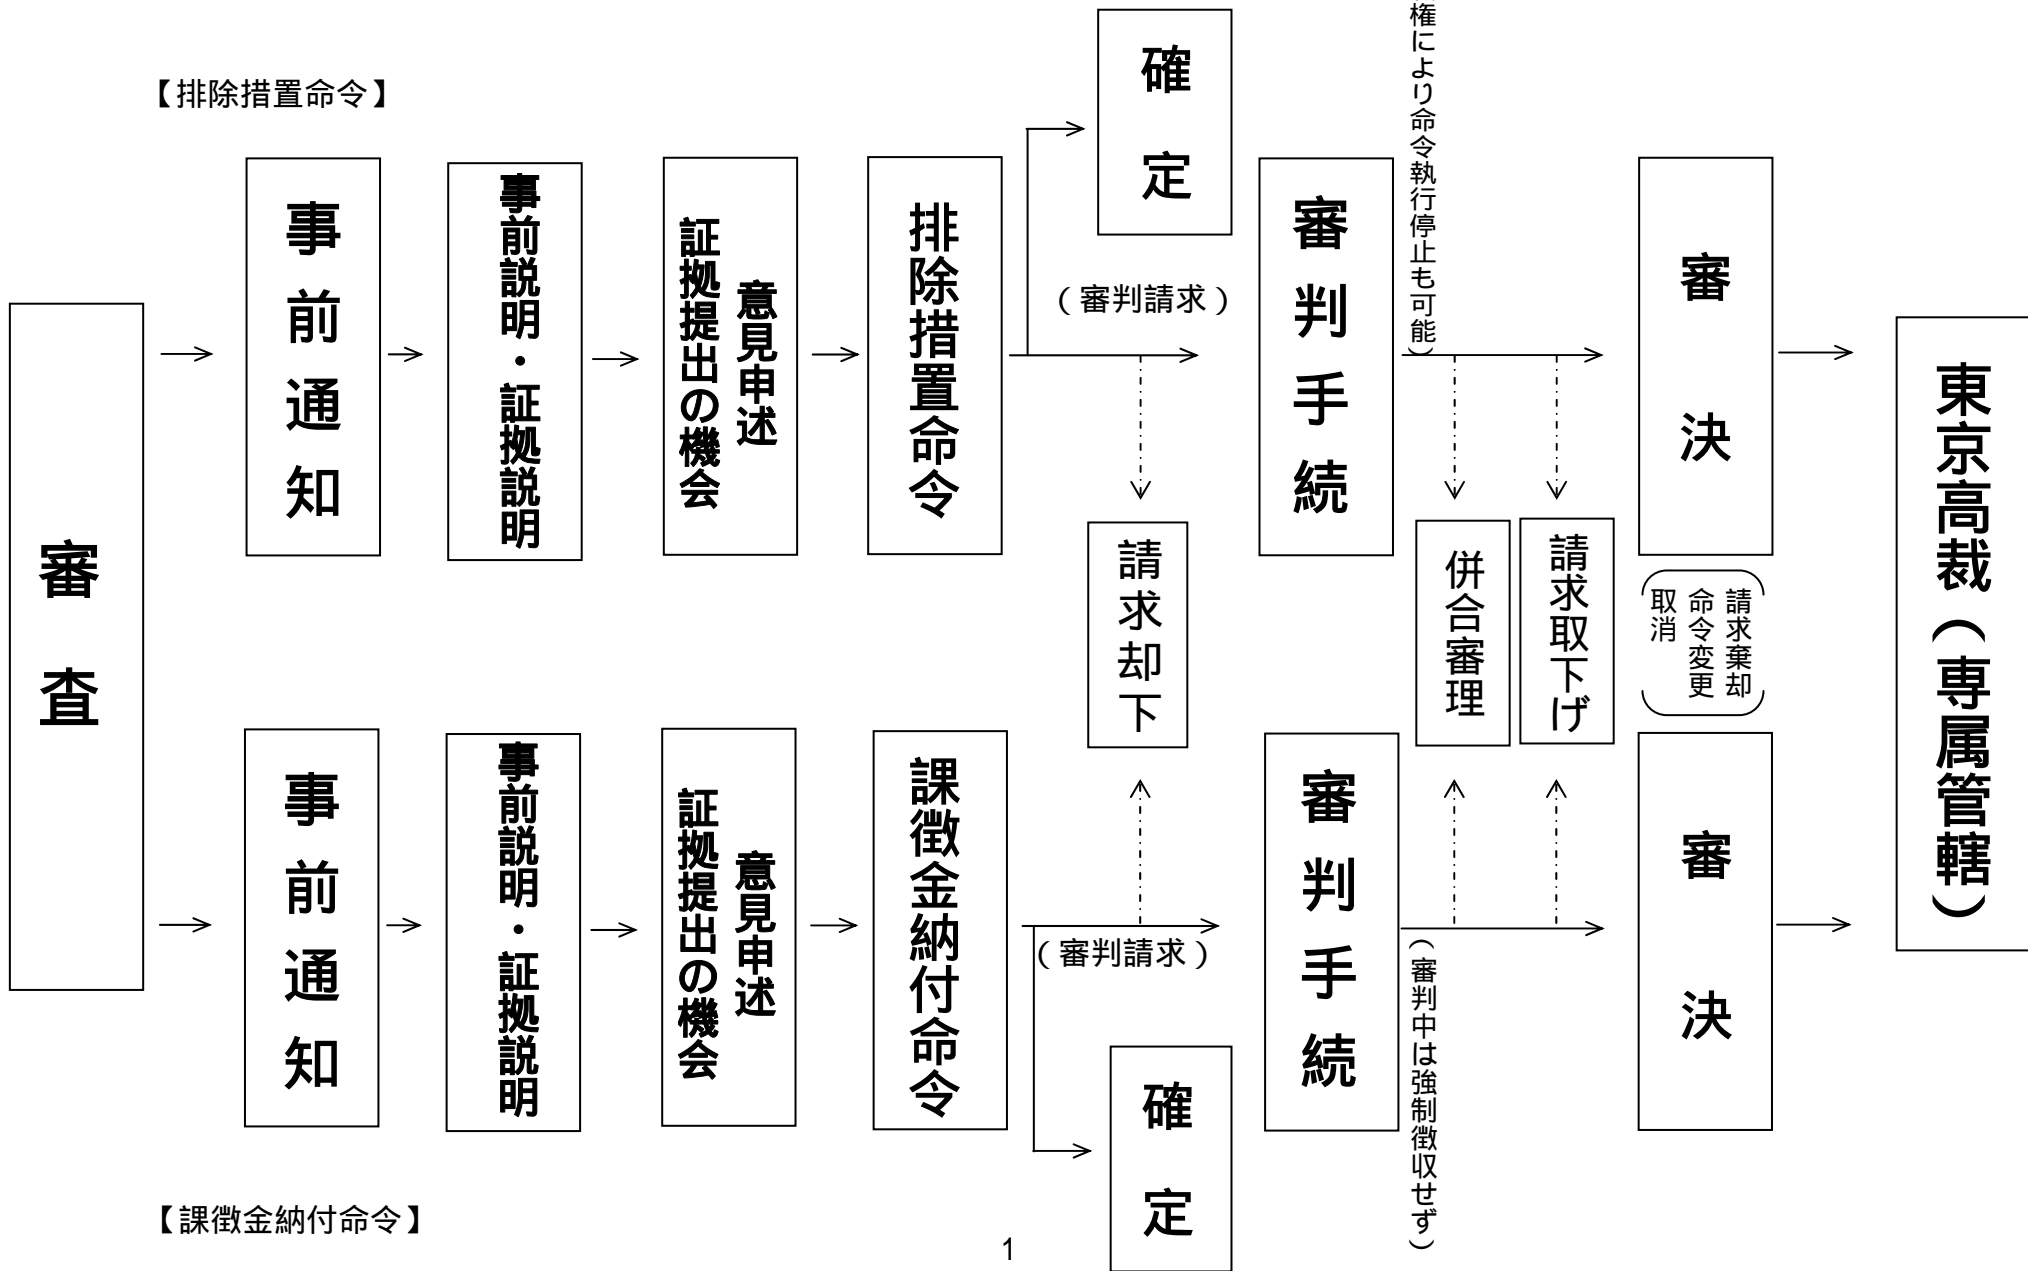 【排除措置命令】
審査
事前通知
事前説明・証拠説明
意見申述
証拠提出の機会
排除措置命令
確定
（審判請求）
審判手続
権により命令執行停止も可能）
審決
請求却下
併合審理
請求取下げ
請求棄却
命令変更
取消
東京高裁（専属管轄）
事前通知
事前説明・証拠説明
意見申述
証拠提出の機会
課徴金納付命令
（審判請求）
確定
審判手続
（審判中は強制徴収せず）
審決
【課徴金納付命令】
1